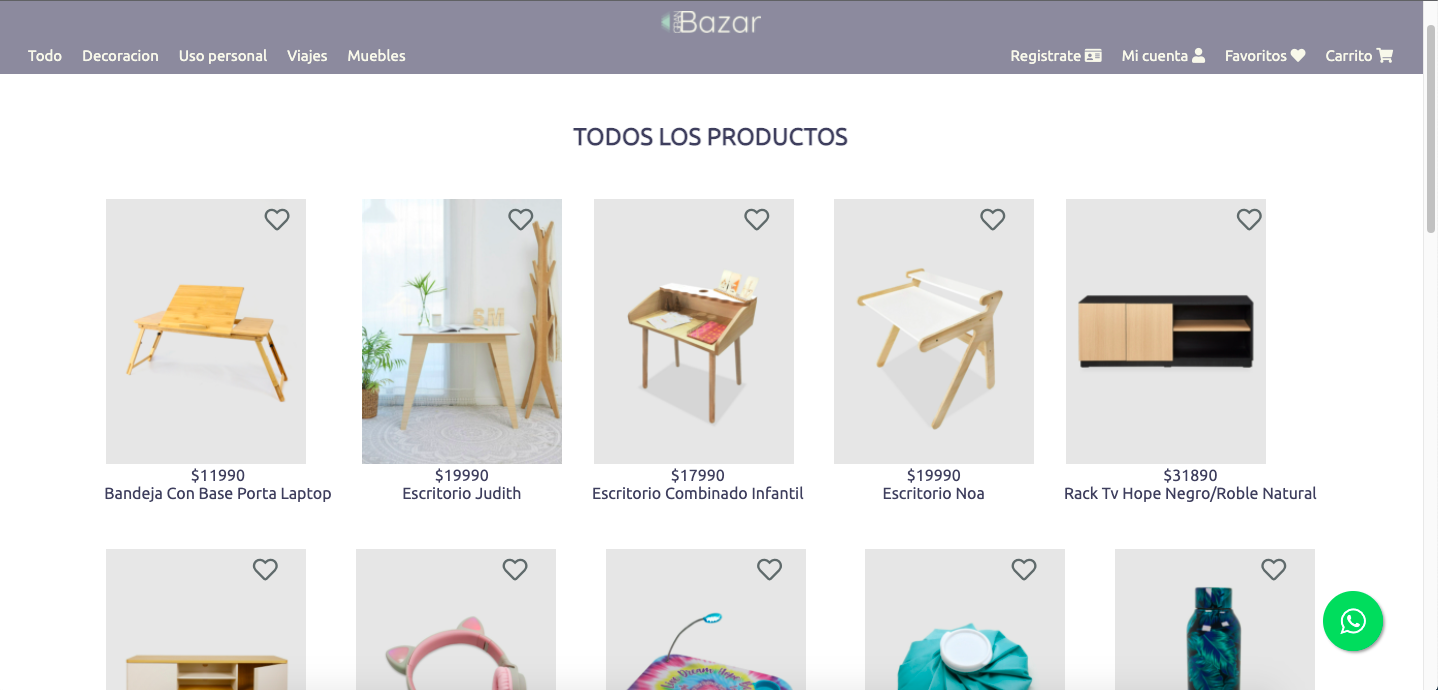 GRAN Bazar
Todo Decoracion Uso personal Viajes Muebles Registrate Mi cuenta Favoritos Carrito
TODOS LOS PRODUCTOS
$11990 $19990 $17990 $19990 $31890
Bandeja Con Base Porta Laptop Escritorio Judith Escritorio Combinado Infantil Escritorio Noa Rack Tv Hope Negro/Roble Natural